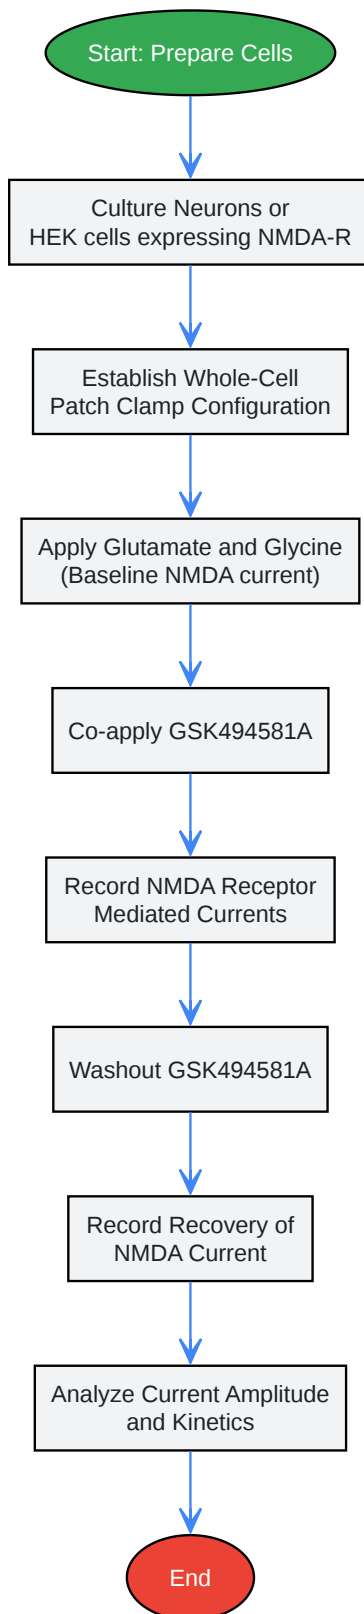 Start: Prepare Cells
Culture Neurons or
HEK cells expressing NMDA-R
Establish Whole-Cell
Patch Clamp Configuration
Apply Glutamate and Glycine
(Baseline NMDA current)
Co-apply GSK494581A
Record NMDA Receptor
Mediated Currents
Washout GSK494581A
Record Recovery of
NMDA Current
Analyze Current Amplitude
and Kinetics
End